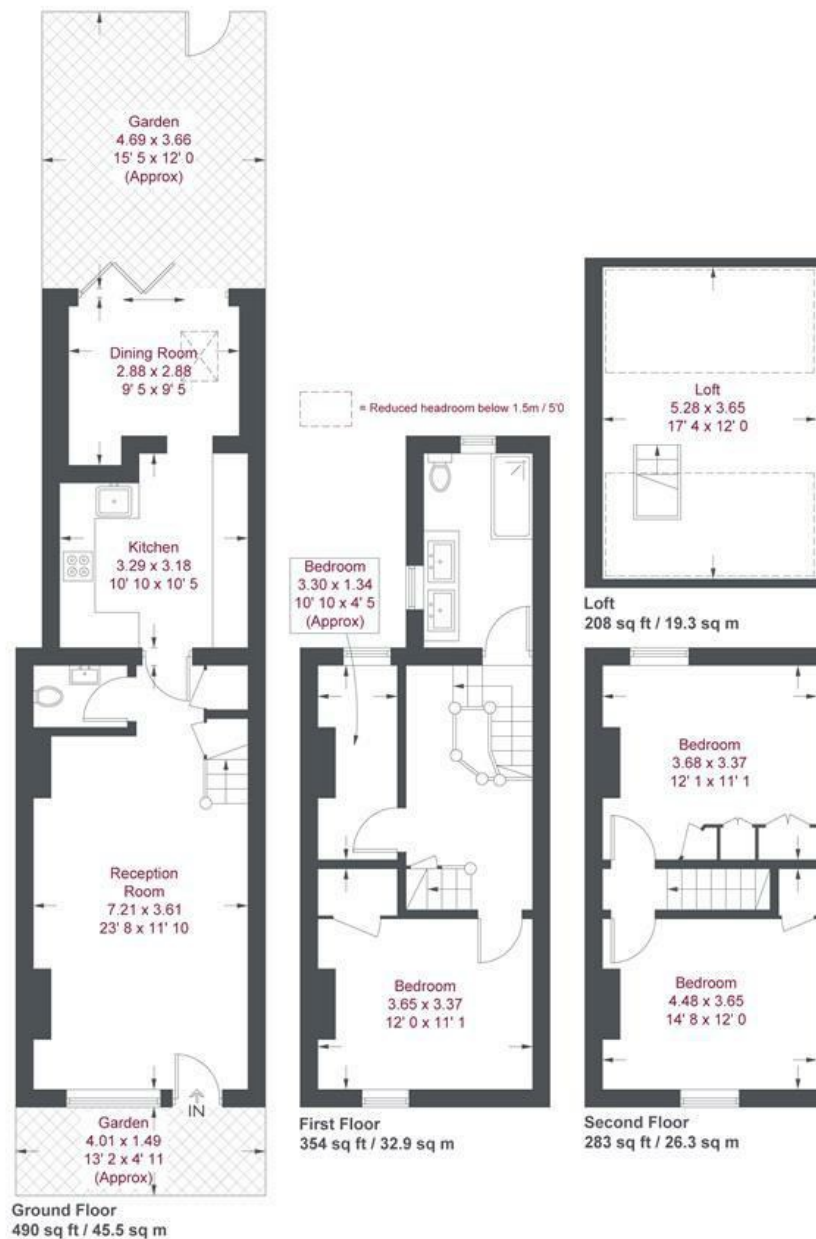 Garden
4.69 x 3.66
15' 5 x 12' 0
(Approx)
Dining Room
2.88 x 2.88
9' 5 x 9' 5
Kitchen
3.29 x 3.18
10' 10 x 10' 5
Reception
Room
7.21 x 3.61
23' 8 x 11' 10
IN
Garden
4.01 x 1.49
13' 2 x 4' 11
(Approx)
Ground Floor
490 sq ft / 45.5 sq m
= Reduced headroom below 1.5m / 5'0
Bedroom
3.30 x 1.34
10' 10 x 4' 5
(Approx)
Bedroom
3.65 x 3.37
12' 0 x 11' 1
First Floor
354 sq ft / 32.9 sq m
Loft
5.28 x 3.65
17' 4 x 12' 0
Loft
208 sq ft / 19.3 sq m
Bedroom
3.68 x 3.37
12' 1 x 11' 1
Bedroom
4.48 x 3.65
14' 8 x 12' 0
Second Floor
283 sq ft / 26.3 sq m